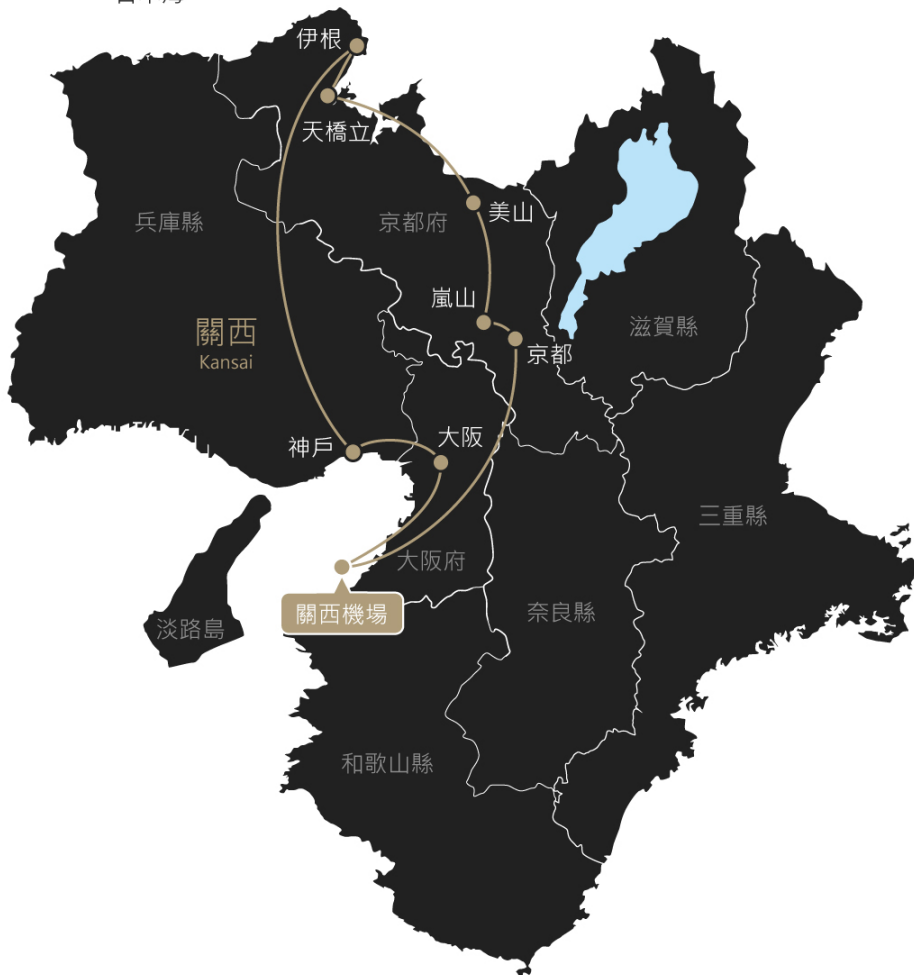 伊根
天橋立
美山
兵庫縣
京都府
嵐山
滋賀縣
關西
Kansai
京都
神戶
大阪
三重縣
大阪府
關西機場
奈良縣
淡路島
和歌山縣